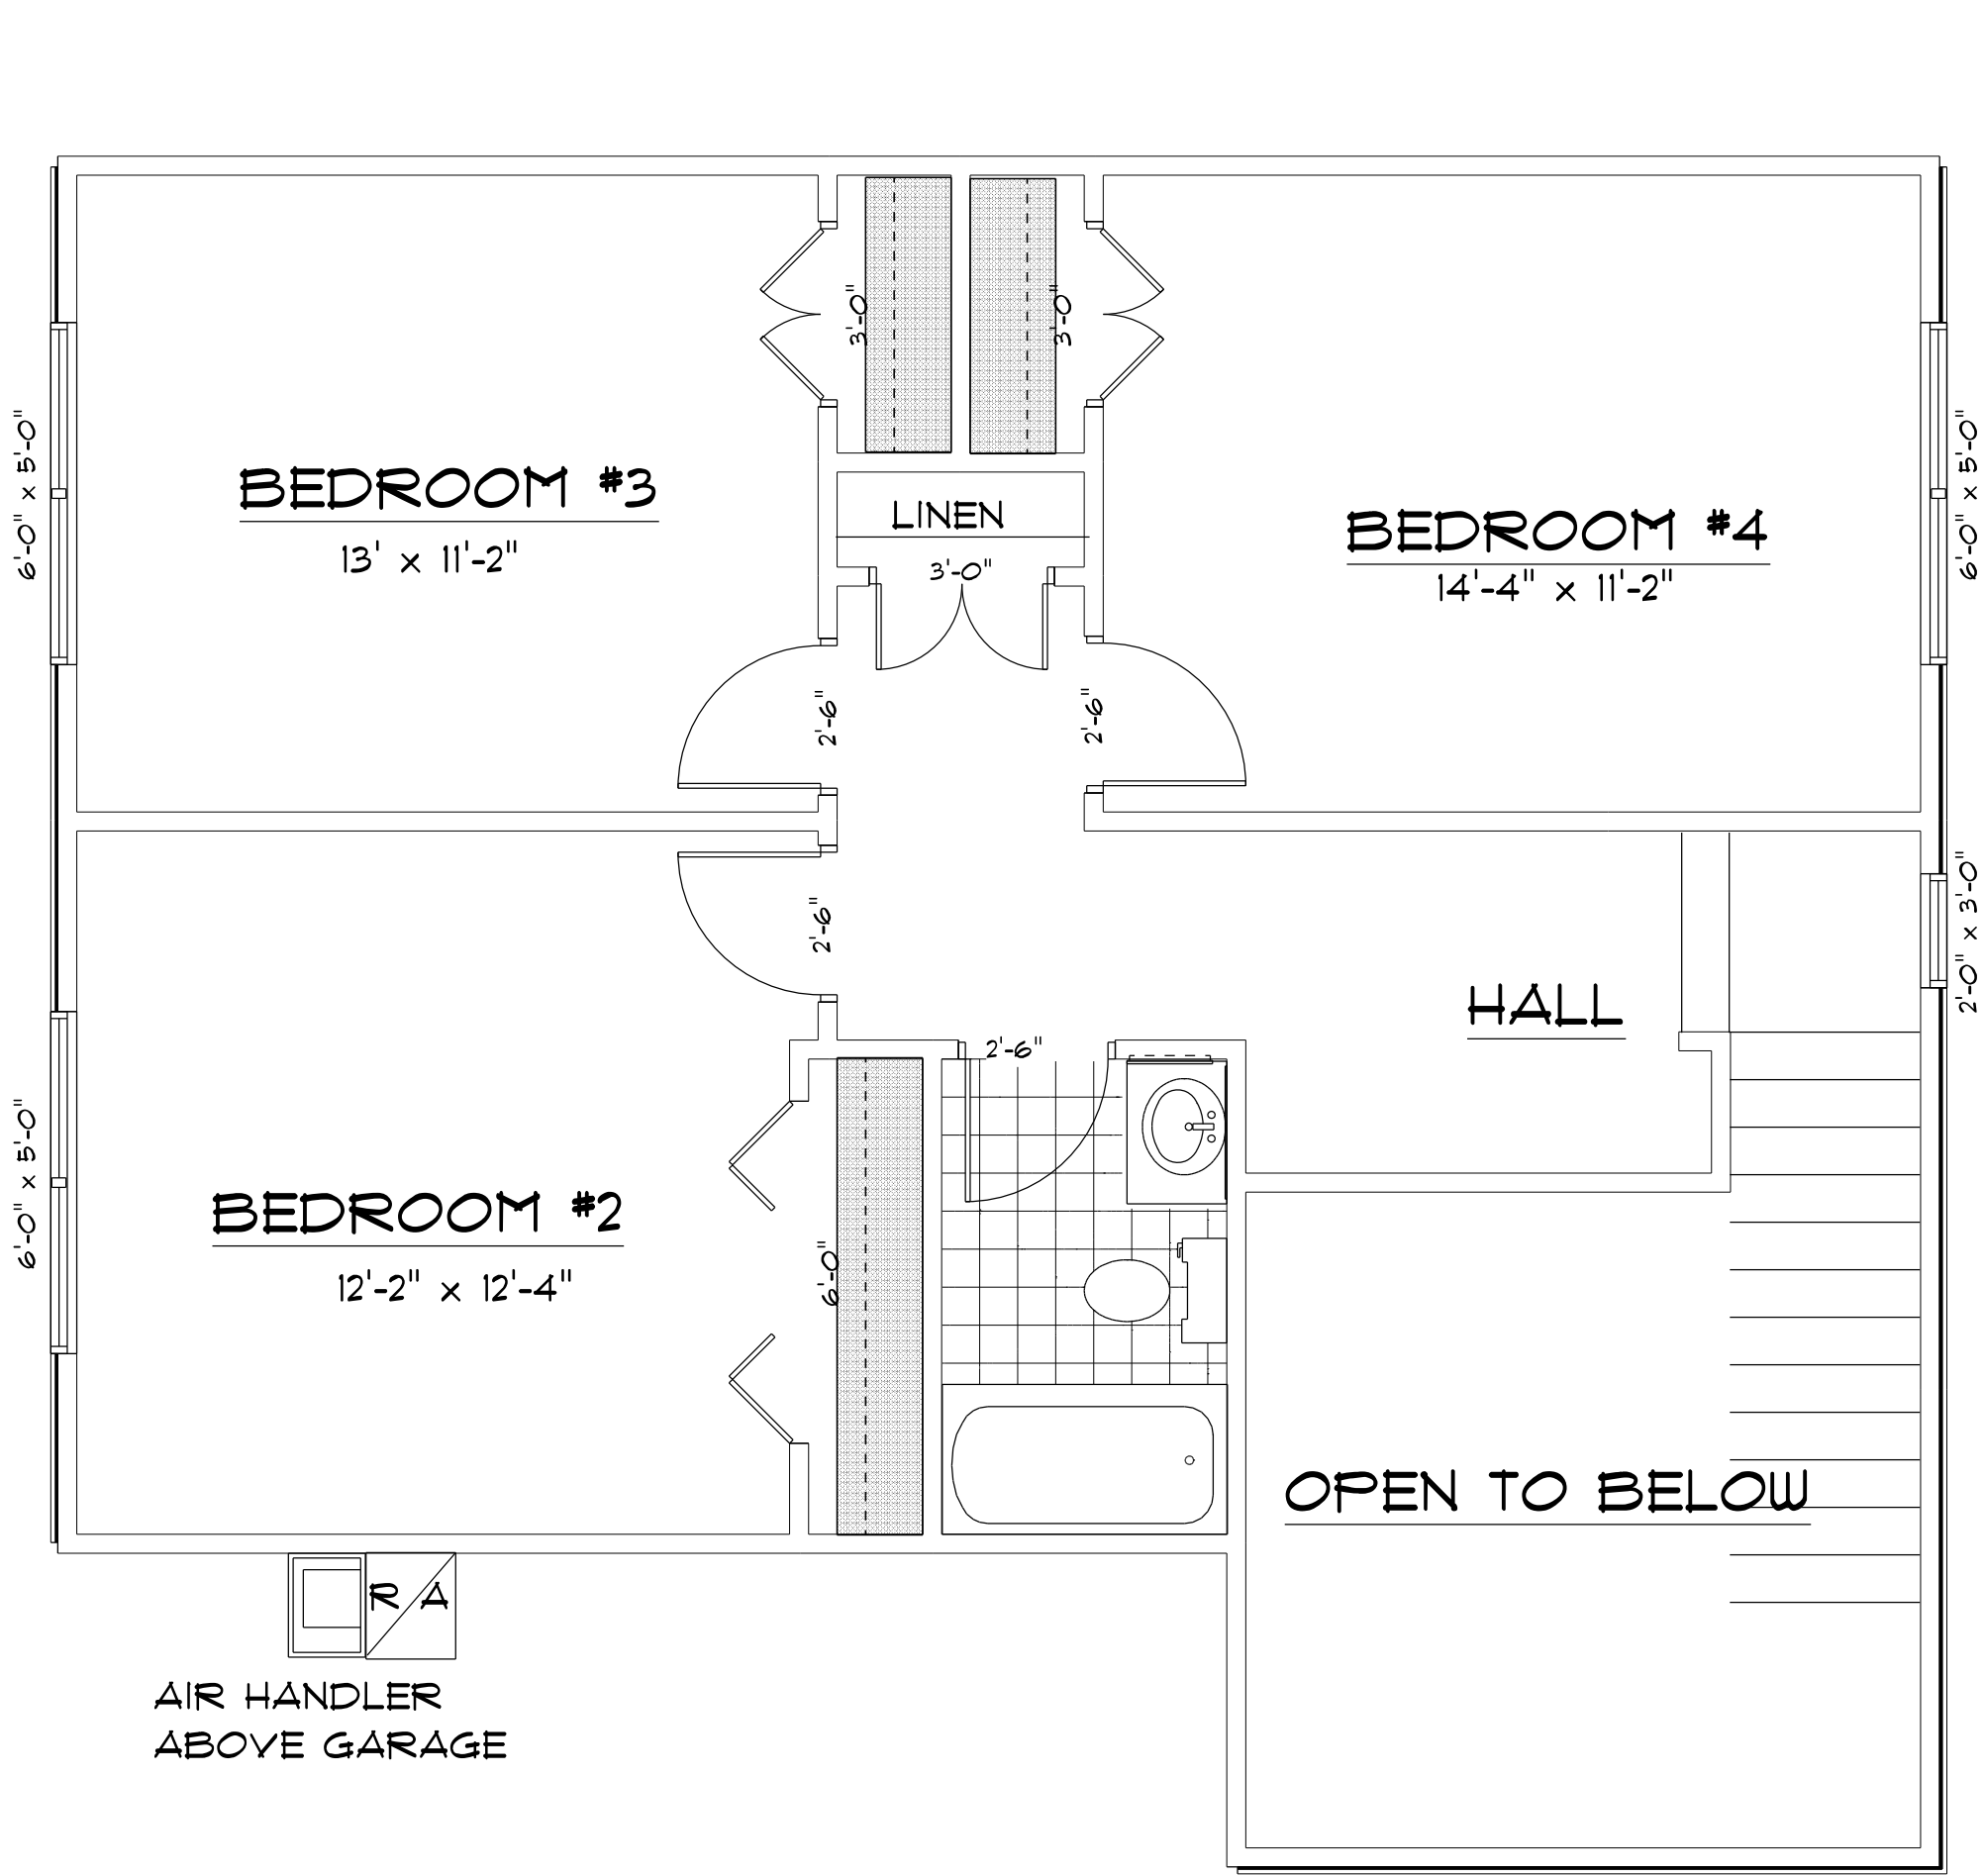 3'-0"
3'-0"
6'-0" x 5'-0"
6'-0" x 5'-0"
BEDROOM #3
13' x 11'-2"
LINEN
3'-0"
BEDROOM #4
14'-4" x 11'-2"
2'-6"
2'-6"
2'-6"
2'-0" x 3'-0"
HALL
2'-6"
6'-0" x 5'-0"
BEDROOM #2
12'-2" x 12'-4"
6'-0"
OPEN TO BELOW
R A
AIR HANDLER
ABOVE GARAGE